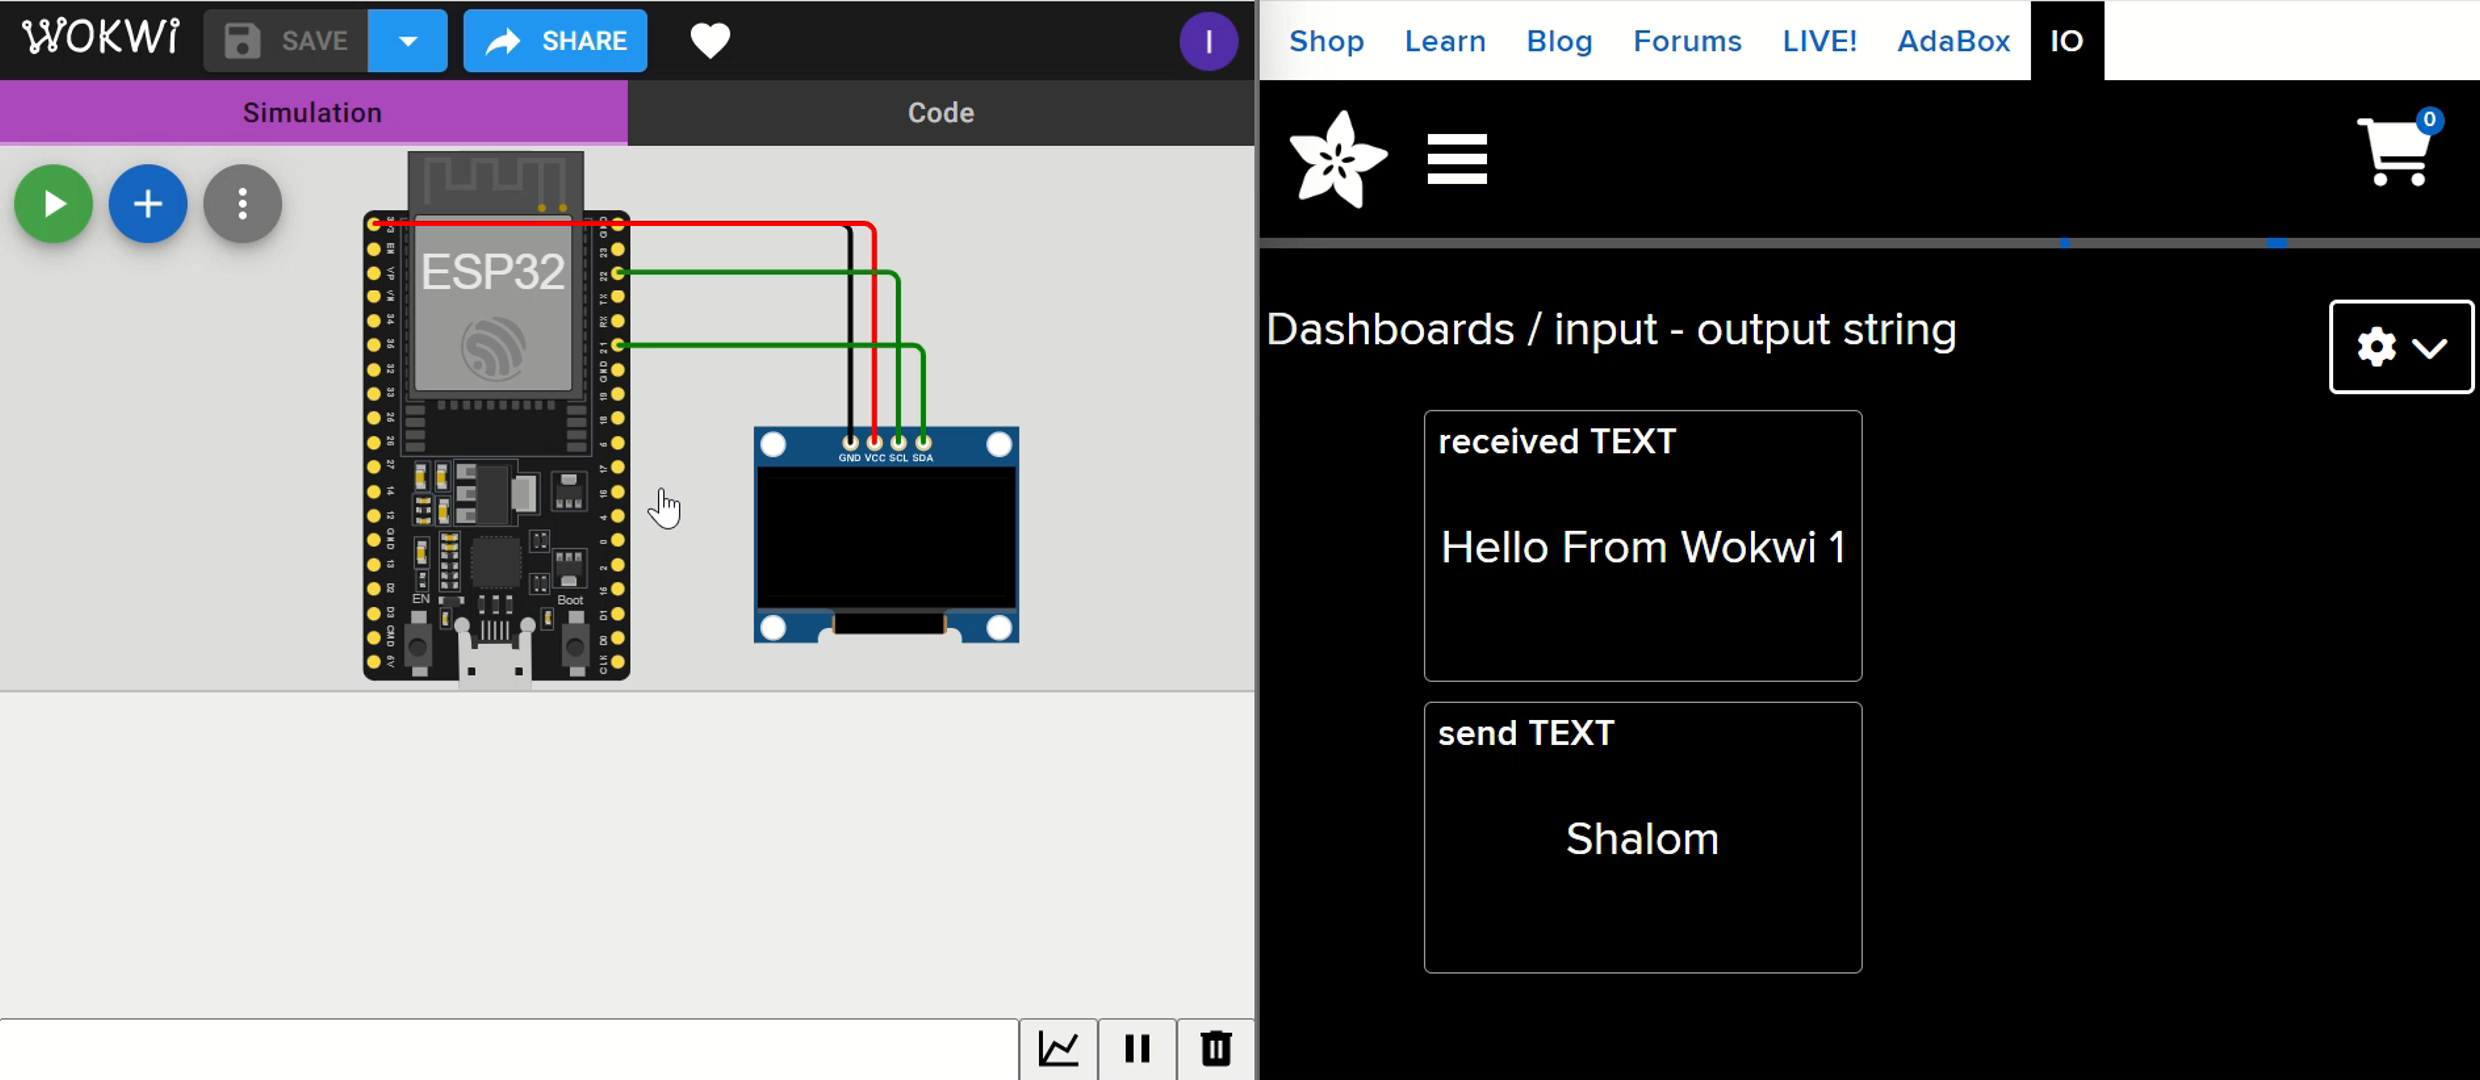 WOKWi
SAVE
SHARE
I
Simulation
Code
ESP32
GND VCC SCL SDA
EN
Boot
Shop
Learn
Blog
Forums
LIVE!
AdaBox
IO
0
Dashboards / input - output string
received TEXT
Hello From Wokwi 1
send TEXT
Shalom